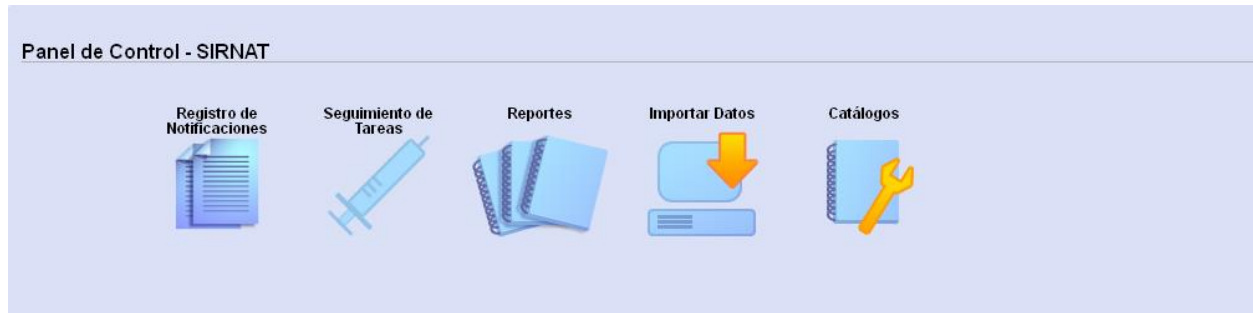 Panel de Control - SIRNAT
Registro de
Notificaciones
Seguimiento de
Tareas
Reportes
Importar Datos
Catálogos